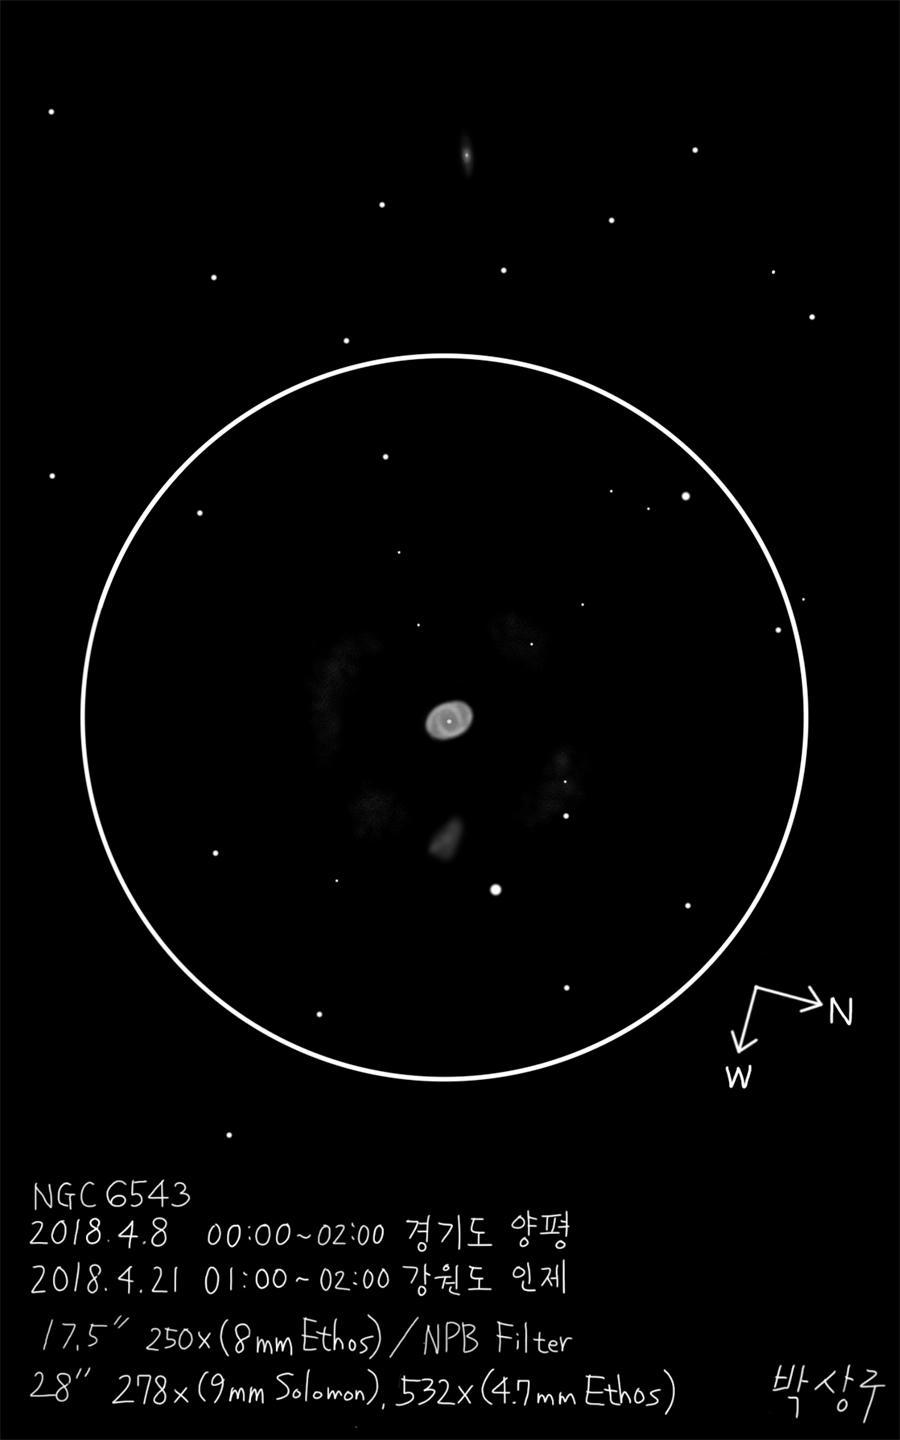 N
W
NGC 6543
2018.4.8 00:00~02:00 경기도 양평
2018.4.21 01:00~02:00 강원도 인제
17.5″ 250x(8mm Ethos)/NPB Filter
28″ 278x(9mm Solomon), 532x(4.7mm Ethos)
박상구